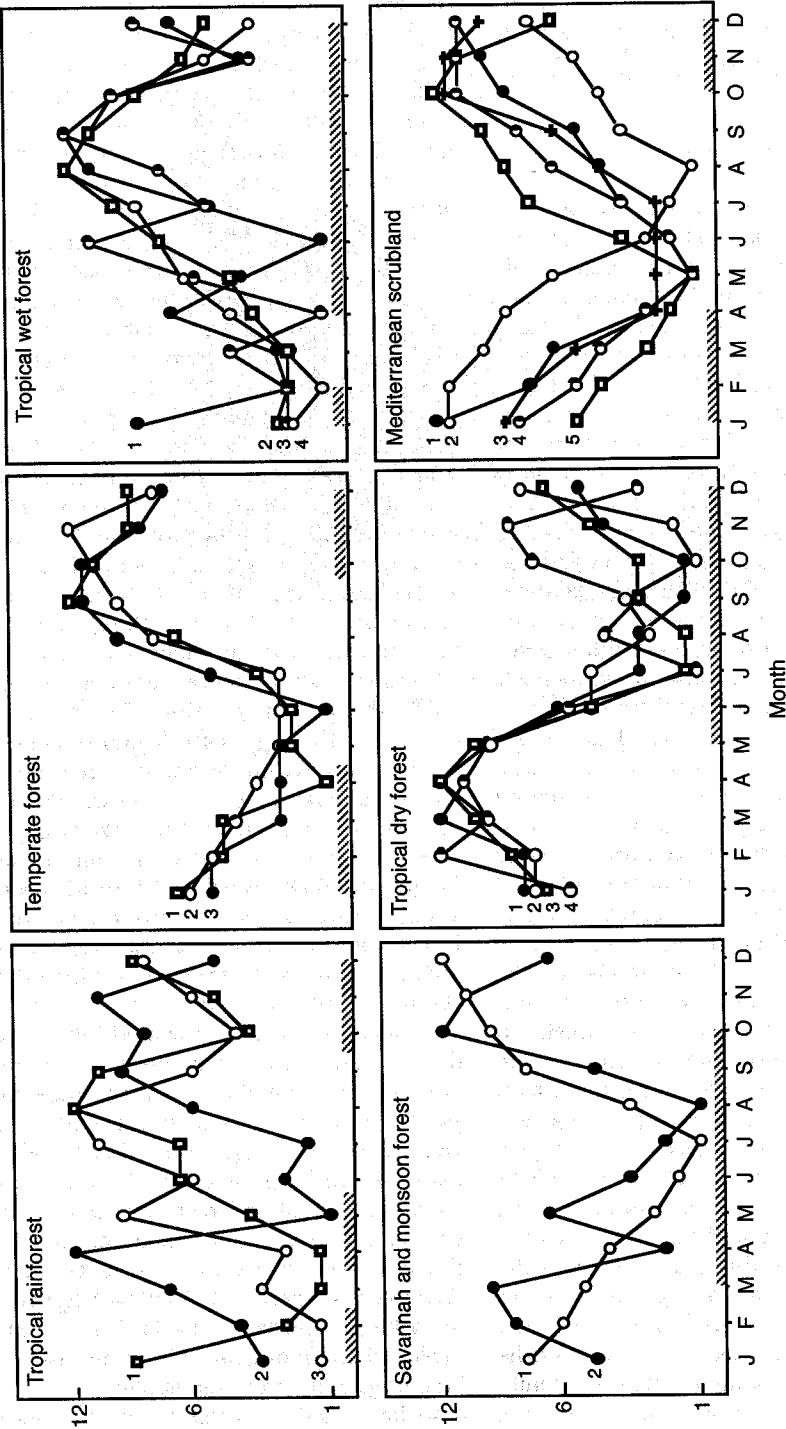 Tropical rainforest
12
6
1
1
2
3
Temperate forest
1
2
3
Tropical wet forest
1
2
3
4
Savannah and monsoon forest
12
6
1
1
2
J F M A M J J A S O N D
Tropical dry forest
1
2
3
4
J F M A M J J A S O N D
Mediterranean scrubland
1
2
3
4
5
J F M A M J J A S O N D
Month